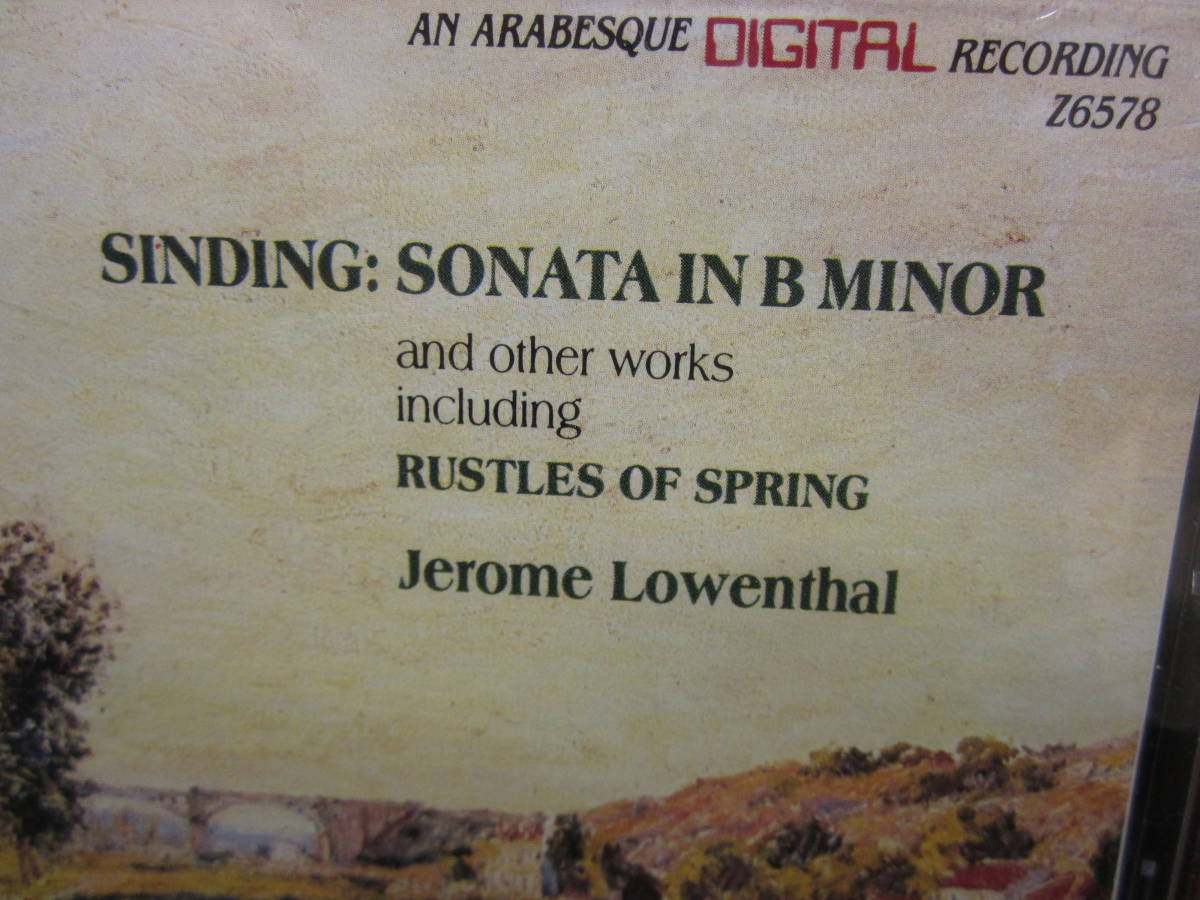 AN ARABESQUE DIGITAL RECORDING
Z6578
SINDING: SONATA IN B MINOR
and other works
including
RUSTLES OF SPRING
Jerome Lowenthal